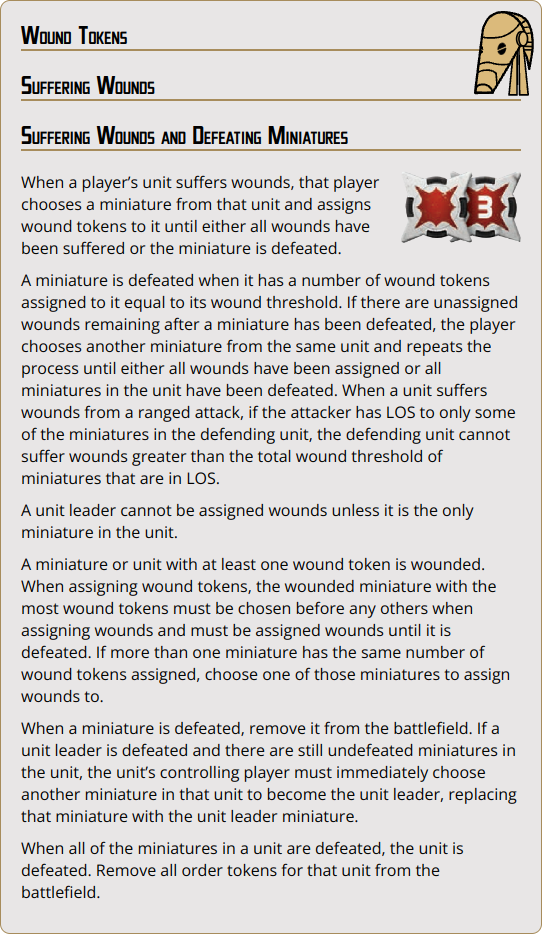 Wound Tokens
Suffering Wounds
Suffering Wounds and Defeating Miniatures
When a player's unit suffers wounds, that player
chooses a miniature from that unit and assigns
wound tokens to it until either all wounds have
been suffered or the miniature is defeated.
3
A miniature is defeated when it has a number of wound tokens
assigned to it equal to its wound threshold. If there are unassigned
wounds remaining after a miniature has been defeated, the player
chooses another miniature from the same unit and repeats the
process until either all wounds have been assigned or all
miniatures in the unit have been defeated. When a unit suffers
wounds from a ranged attack, if the attacker has LOS to only some
of the miniatures in the defending unit, the defending unit cannot
suffer wounds greater than the total wound threshold of
miniatures that are in LOS.
A unit leader cannot be assigned wounds unless it is the only
miniature in the unit.
A miniature or unit with at least one wound token is wounded.
When assigning wound tokens, the wounded miniature with the
most wound tokens must be chosen before any others when
assigning wounds and must be assigned wounds until it is
defeated. If more than one miniature has the same number of
wound tokens assigned, choose one of those miniatures to assign
wounds to.
When a miniature is defeated, remove it from the battlefield. If a
unit leader is defeated and there are still undefeated miniatures in
the unit, the unit's controlling player must immediately choose
another miniature in that unit to become the unit leader, replacing
that miniature with the unit leader miniature.
When all of the miniatures in a unit are defeated, the unit is
defeated. Remove all order tokens for that unit from the
battlefield.